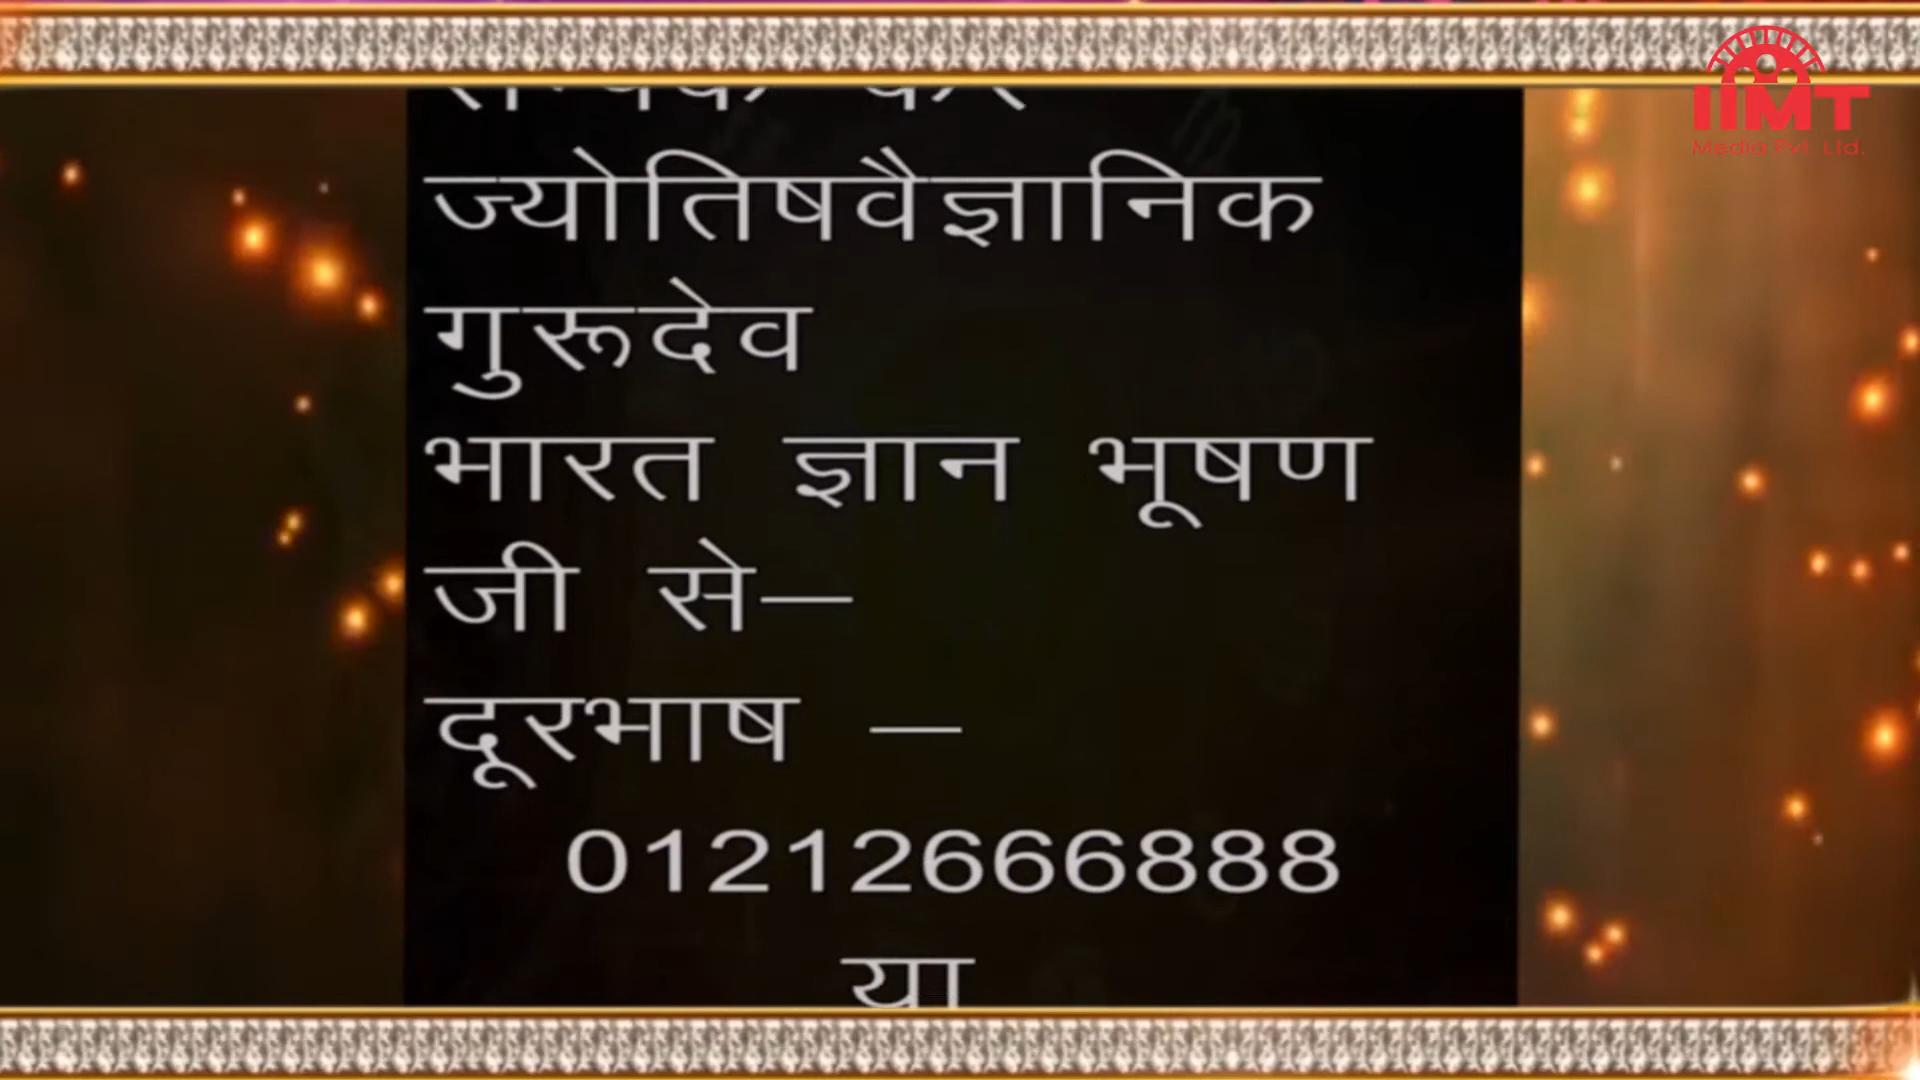 IIMT
Media Pvt. Ltd.
ज्योतिषवैज्ञानिक
गुरूदेव
भारत ज्ञान भूषण
जी से–
दूरभाष –
01212666888
या